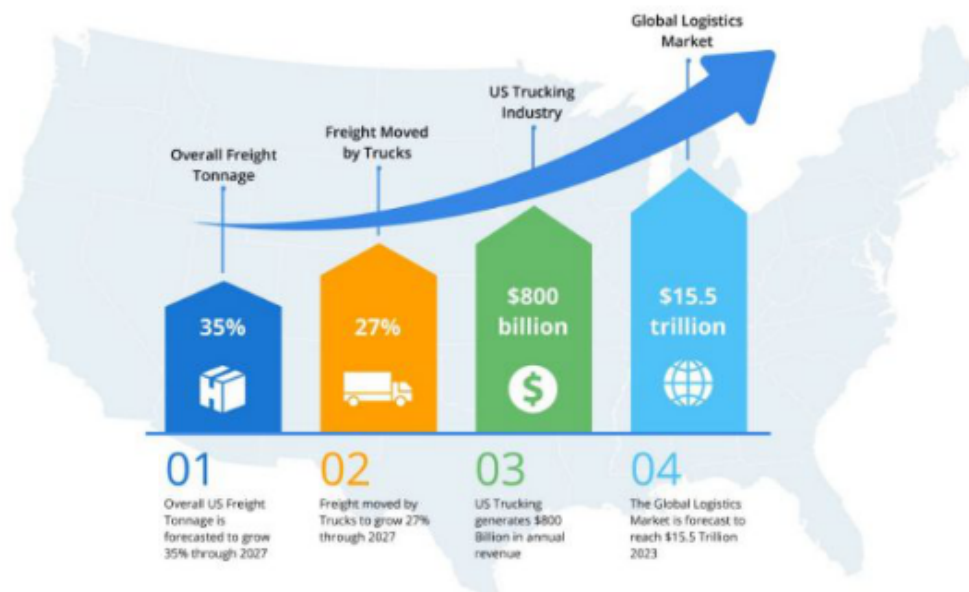 Global Logistics
Market
US Trucking
Industry
Freight Moved
by Trucks
Overall Freight
Tonnage
35%
27%
$800
billion
$15.5
trillion
$
01
02
03
04
Overall US Freight
Tonnage is
forecasted to grow
35% through 2027
Freight moved by
Trucks to grow 27%
through 2027
US Trucking
generates $800
Billion in annual
revenue
The Global Logistics
Market is forecast to
reach $15.5 Trillion
2023